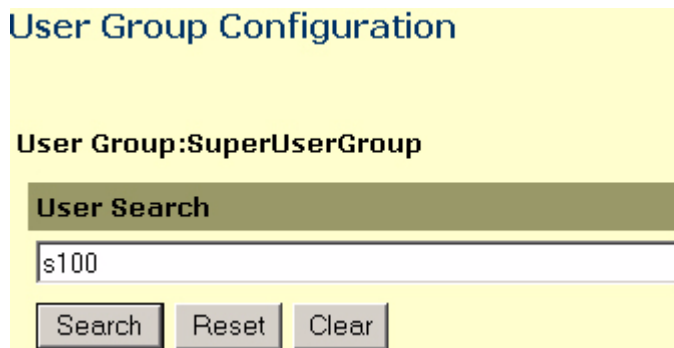 User Group Configuration
User Group:SuperUserGroup
User Search
s100
Search Reset Clear